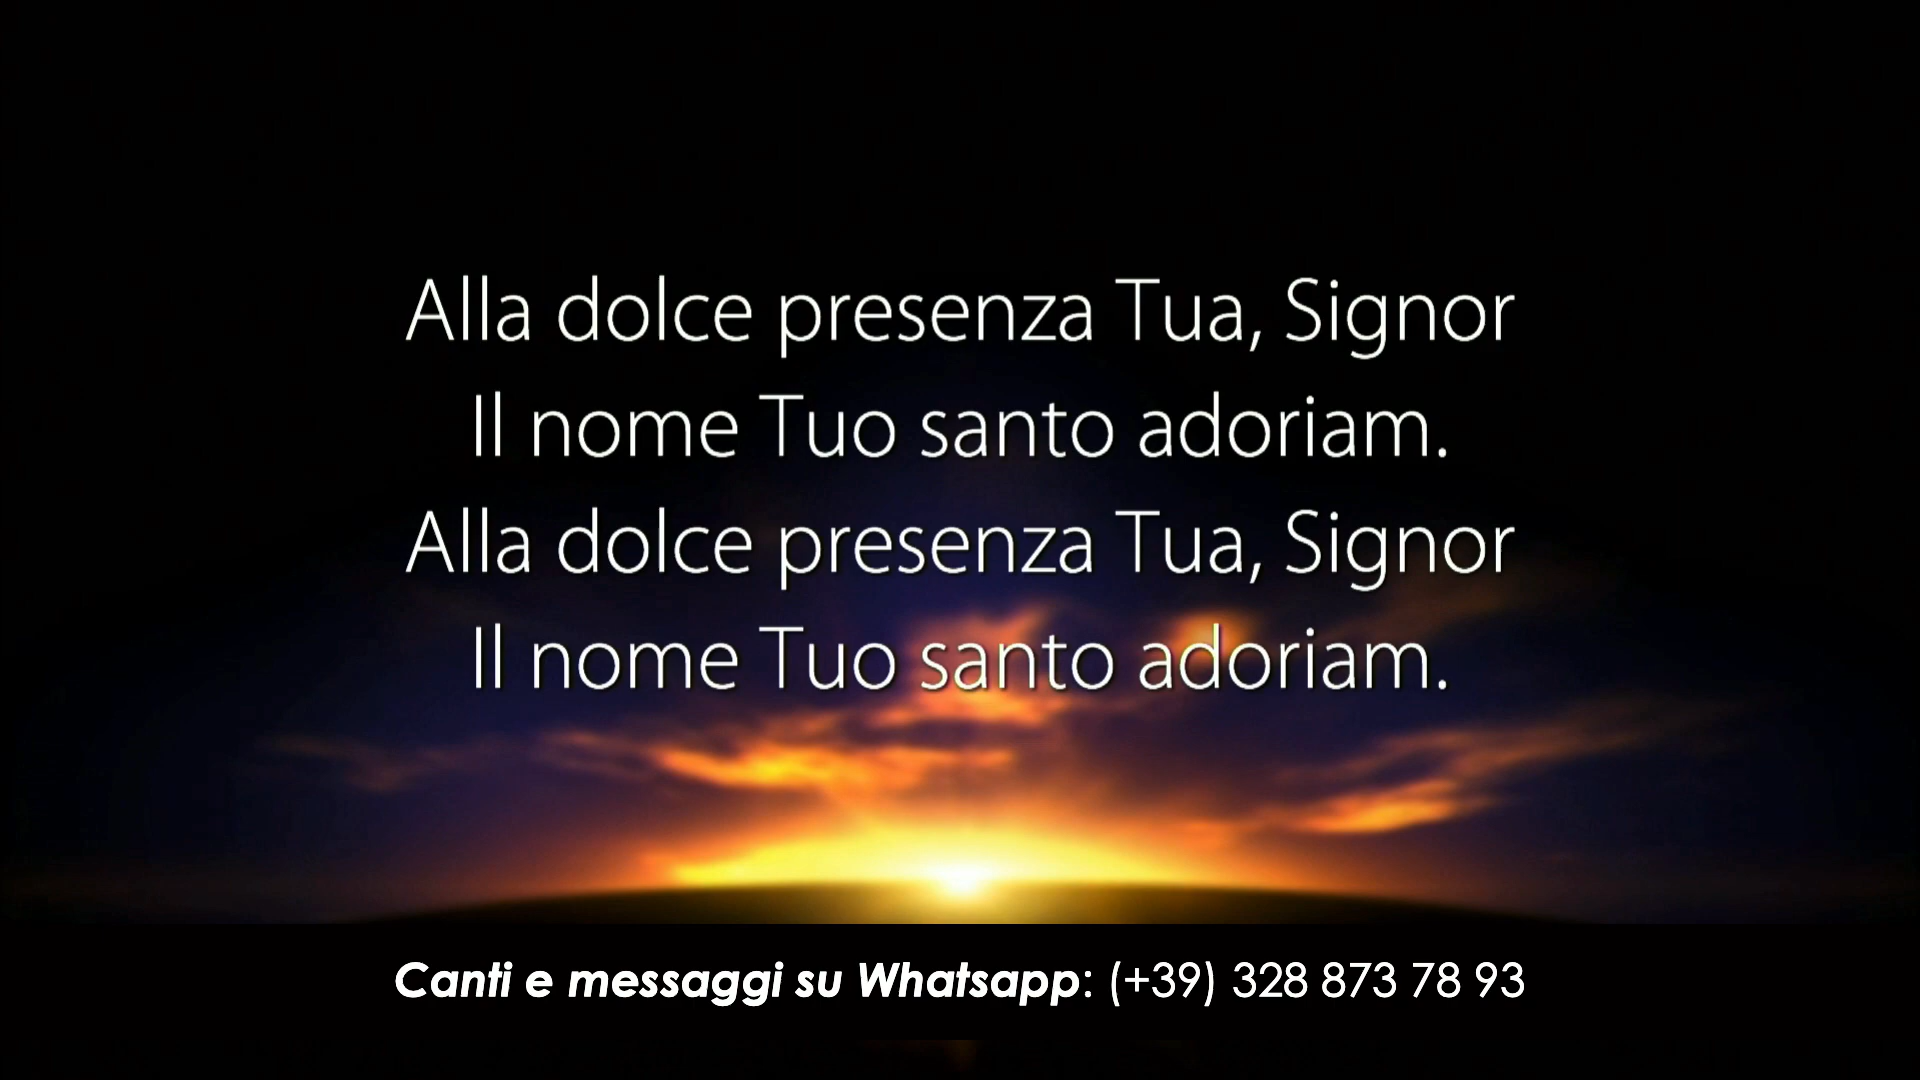 Alla dolce presenza Tua, Signor
Il nome Tuo santo adoriam.
Alla dolce presenza Tua, Signor
Il nome Tuo santo adoriam.
Canti e messaggi su Whatsapp: (+39) 328 873 78 93